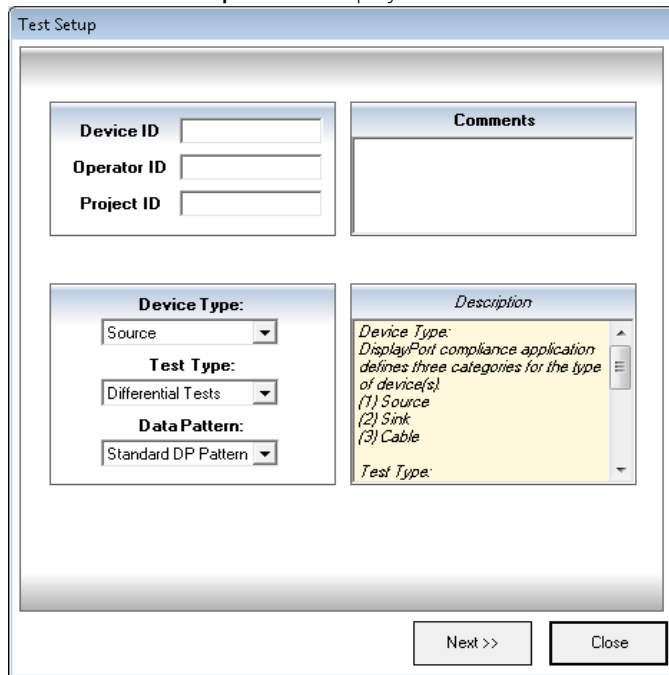 Test Setup
Device ID
Operator ID
Project ID
Comments
Device Type:
Source
Test Type:
Differential Tests
Data Pattern:
Standard DP Pattern
Description
Device Type:
DisplayPort compliance application
defines three categories for the type
of device(s)
(1) Source
(2) Sink
(3) Cable
Test Type:
Next >>
Close